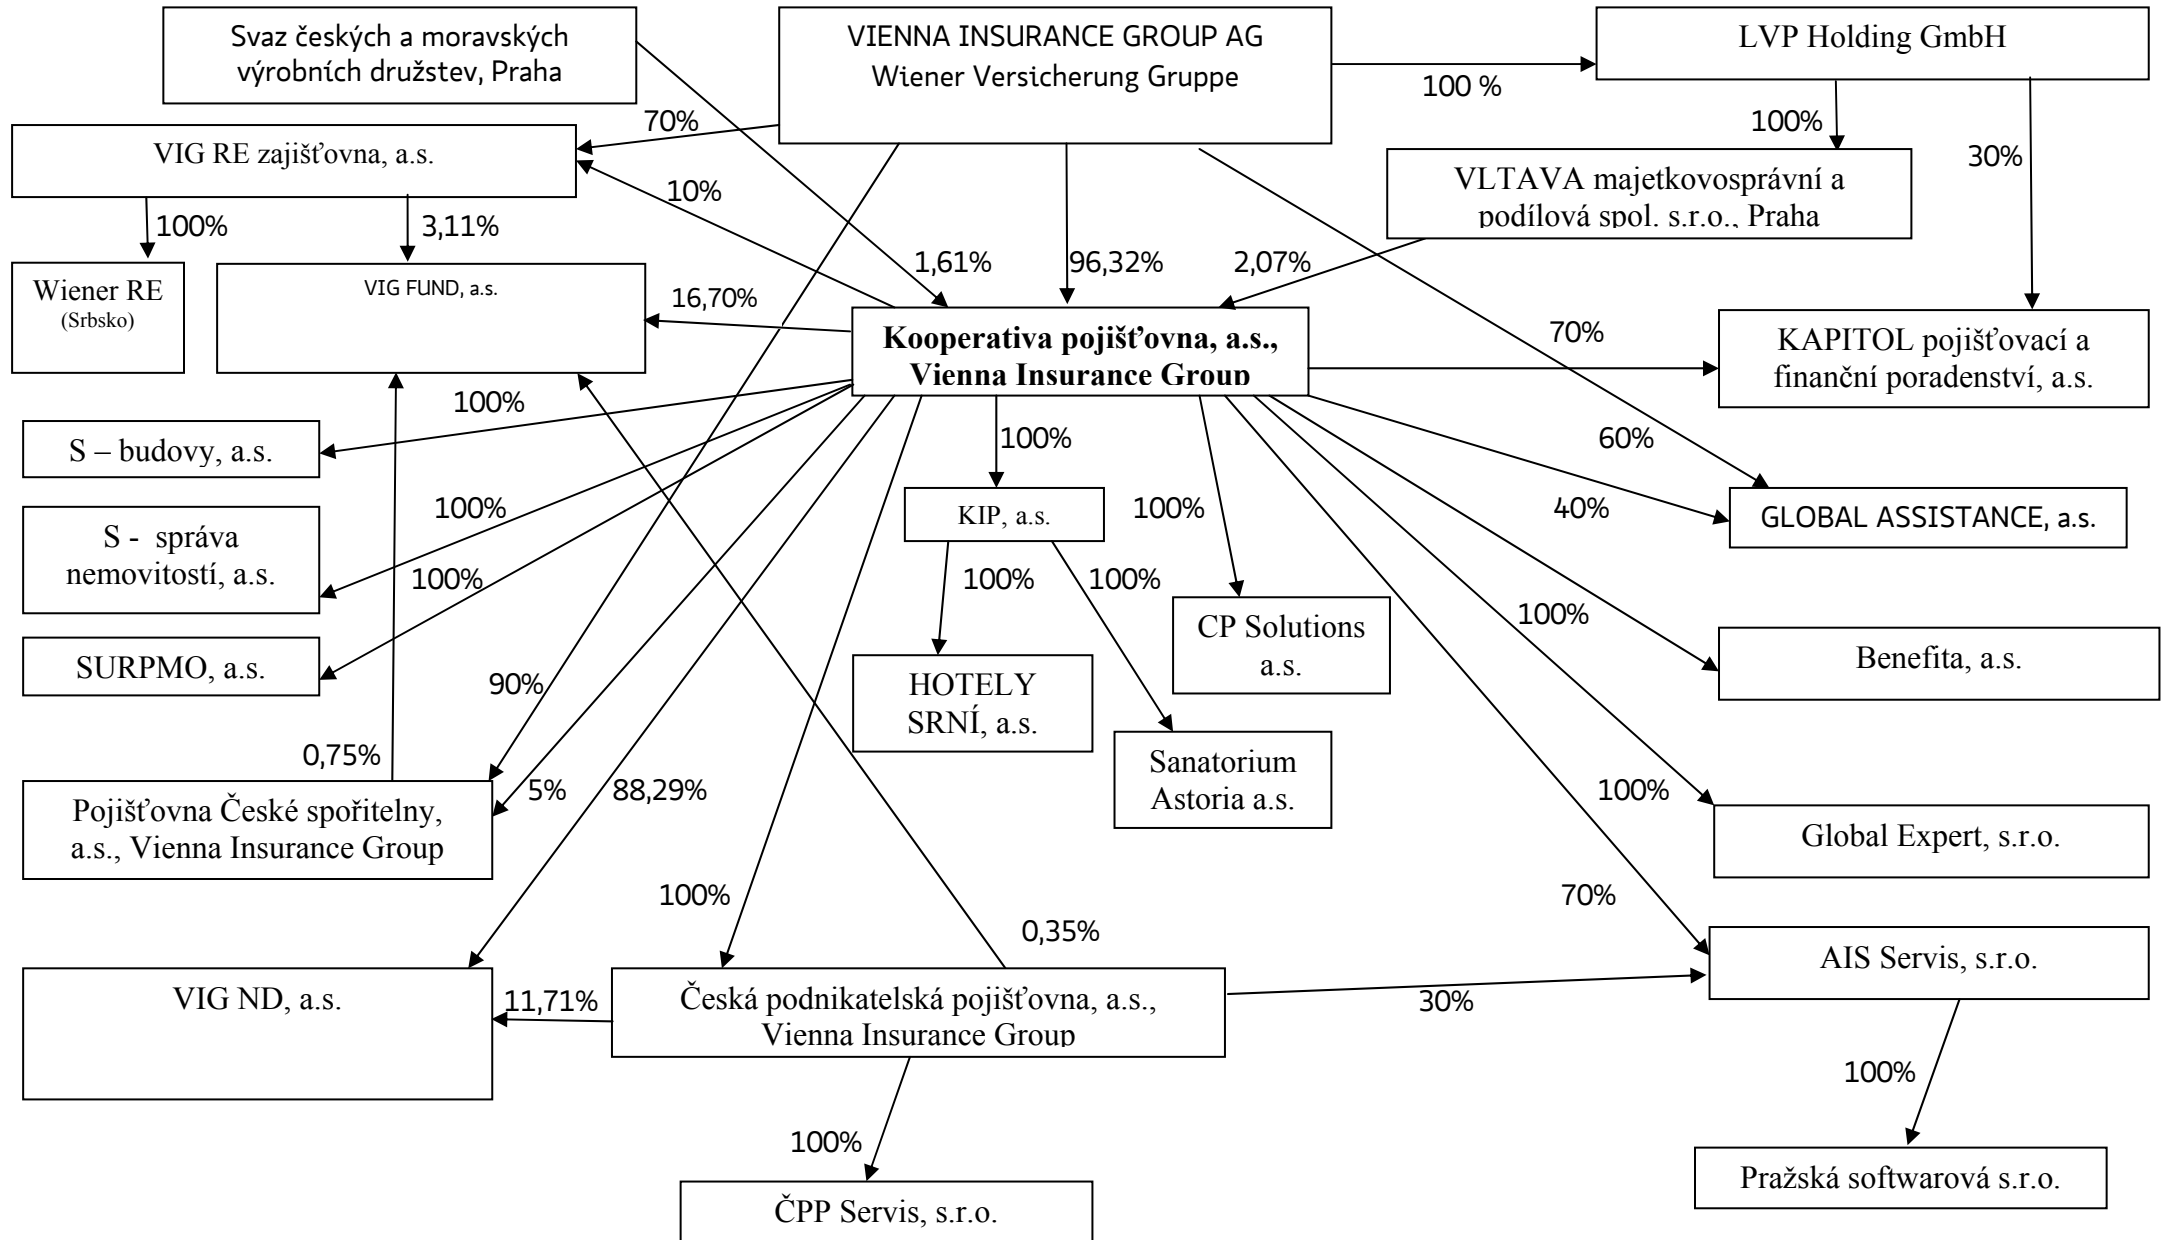 Svaz českých a moravských
výrobních družstev, Praha
VIENNA INSURANCE GROUP AG
Wiener Versicherung Gruppe
LVP Holding GmbH
100 %
70%
100%
VIG RE zajišťovna, a.s.
30%
VLTAVA majetkovosprávní a
podílová spol. s.r.o., Praha
10%
100%
3,11%
1,61%
96,32%
2,07%
Wiener RE
(Srbsko)
VIG FUND, a.s.
16,70%
Kooperativa pojišťovna, a.s.,
Vienna Insurance Group
70%
KAPITOL pojišťovací a
finanční poradenství, a.s.
100%
S – budovy, a.s.
100%
60%
100%
KIP, a.s.
100%
40%
GLOBAL ASSISTANCE, a.s.
S - správa
nemovitostí, a.s.
100%
100%
100%
100%
CP Solutions
a.s.
SURPMO, a.s.
90%
HOTELY
SRNÍ, a.s.
Benefita, a.s.
0,75%
Sanatorium
Astoria a.s.
5%
88,29%
100%
Pojišťovna České spořitelny,
a.s., Vienna Insurance Group
Global Expert, s.r.o.
100%
70%
0,35%
AIS Servis, s.r.o.
VIG ND, a.s.
11,71%
Česká podnikatelská pojišťovna, a.s.,
Vienna Insurance Group
30%
100%
100%
Pražská softwarová s.r.o.
ČPP Servis, s.r.o.